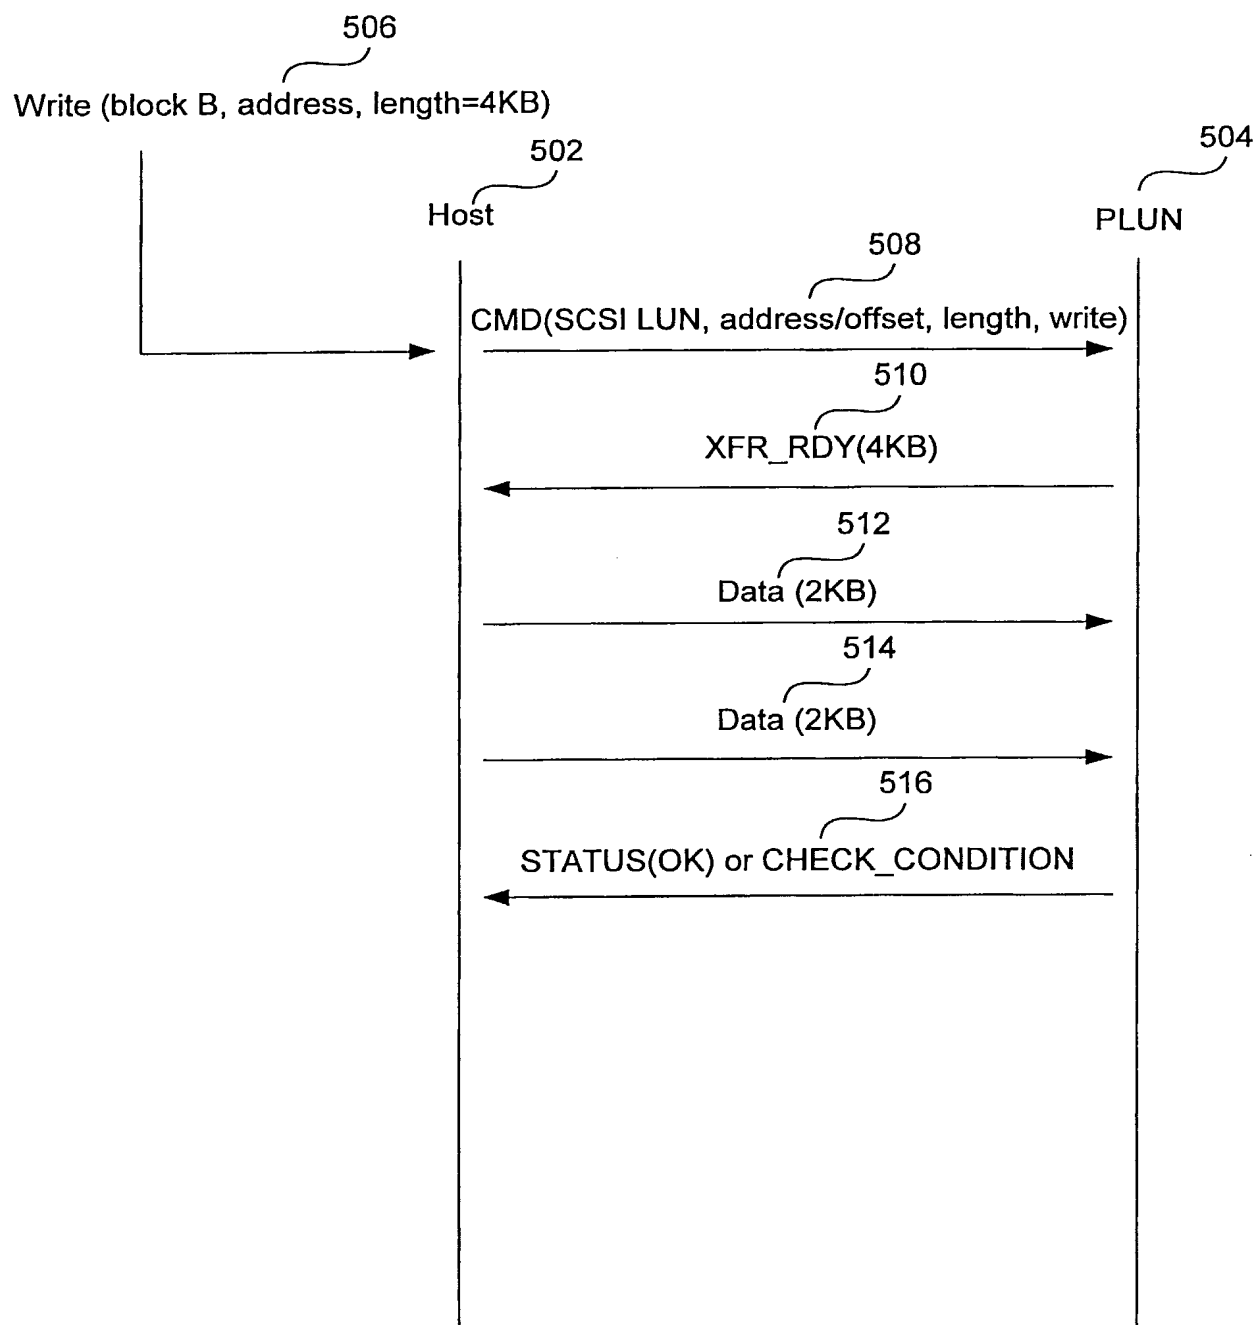 506
Write (block B, address, length=4KB)
502
504
Host
PLUN
508
CMD(SCSI LUN, address/offset, length, write)
510
XFR_RDY(4KB)
512
Data (2KB)
514
Data (2KB)
516
STATUS(OK) or CHECK_CONDITION